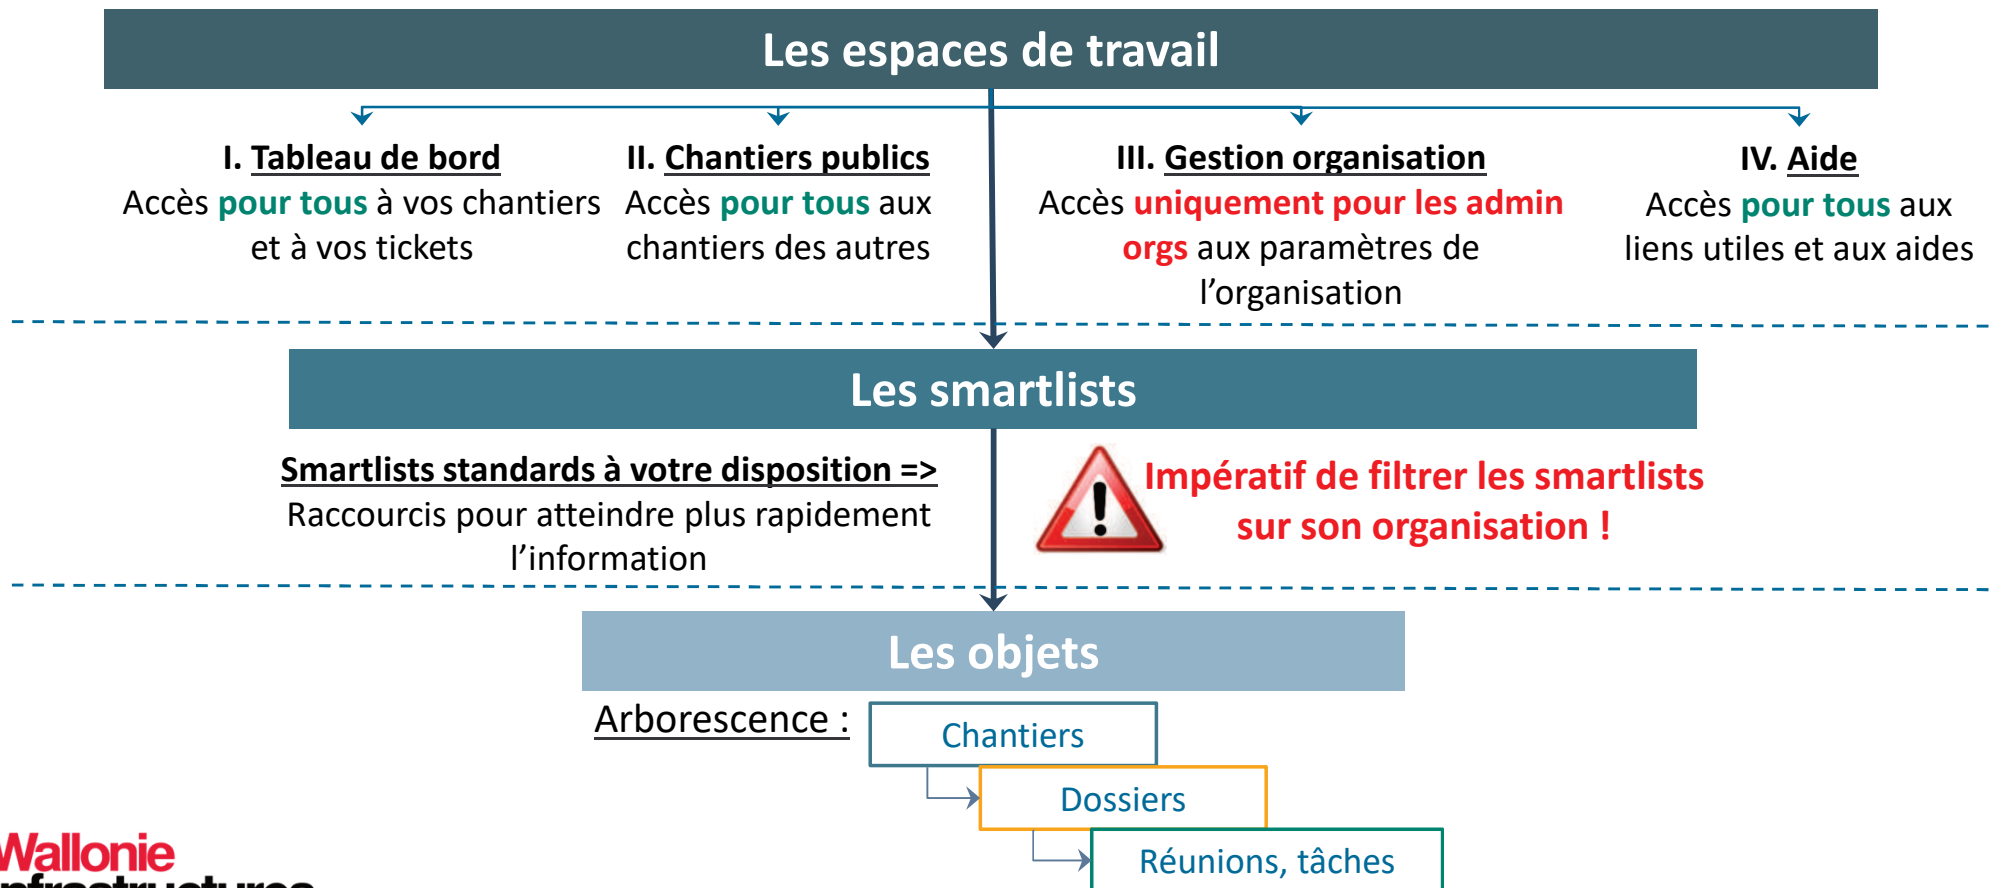 Les espaces de travail
I. Tableau de bord
Accès pour tous à vos chantiers
et à vos tickets
II. Chantiers publics
Accès pour tous aux
chantiers des autres
III. Gestion organisation
Accès uniquement pour les admin
orgs aux paramètres de
l’organisation
IV. Aide
Accès pour tous aux
liens utiles et aux aides
Les smartlists
Smartlists standards à votre disposition =>
Raccourcis pour atteindre plus rapidement
l’information
Impératif de filtrer les smartlists
sur son organisation !
Les objets
Arborescence :
Chantiers
Dossiers
Réunions, tâches
Wallonie
infrastructures